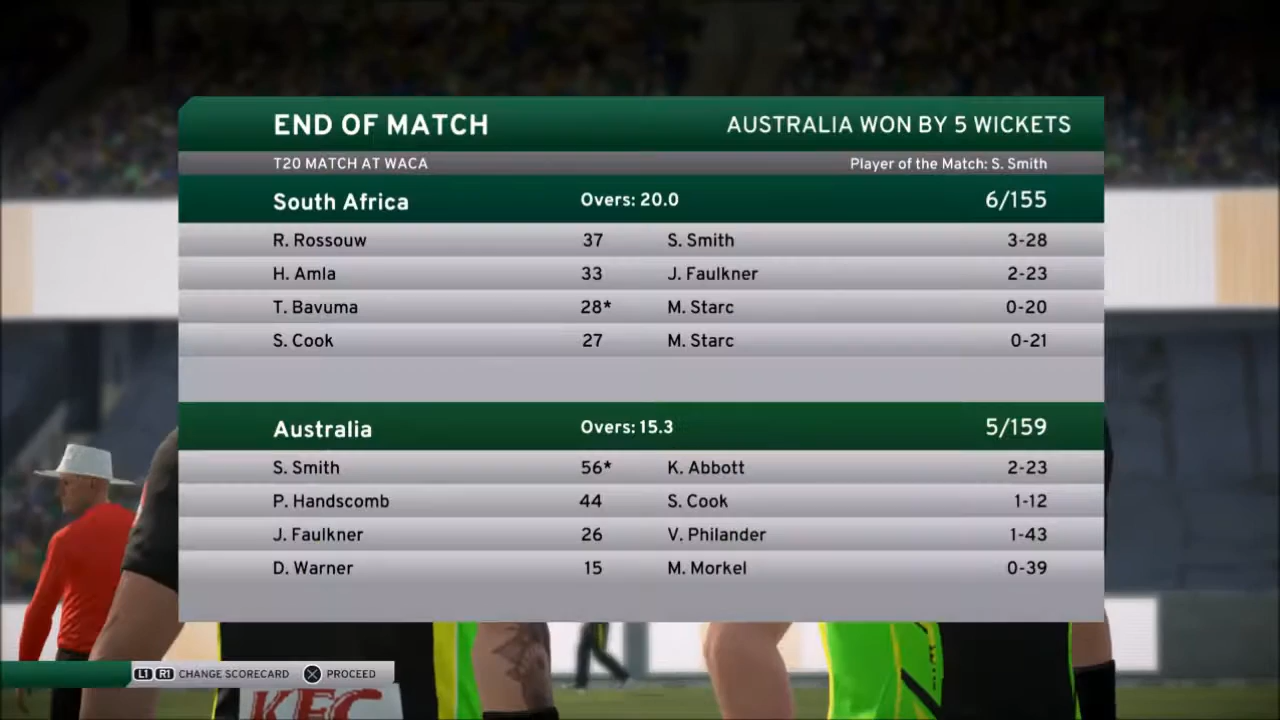 END OF MATCH AUSTRALIA WON BY 5 WICKETS
T20 MATCH AT WACA Player of the Match: S. Smith
South Africa Overs: 20.0 6/155
R. Rossouw 37 S. Smith 3-28
H. Amla 33 J. Faulkner 2-23
T. Bavuma 28* M. Starc 0-20
S. Cook 27 M. Starc 0-21
Australia Overs: 15.3 5/159
S. Smith 56* K. Abbott 2-23
P. Handscomb 44 S. Cook 1-12
J. Faulkner 26 V. Philander 1-43
D. Warner 15 M. Morkel 0-39
L1 R1 CHANGE SCORECARD X PROCEED
KFC